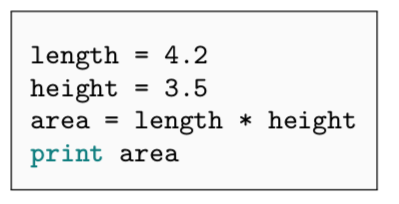 length = 4.2
height = 3.5
area = length * height
print area